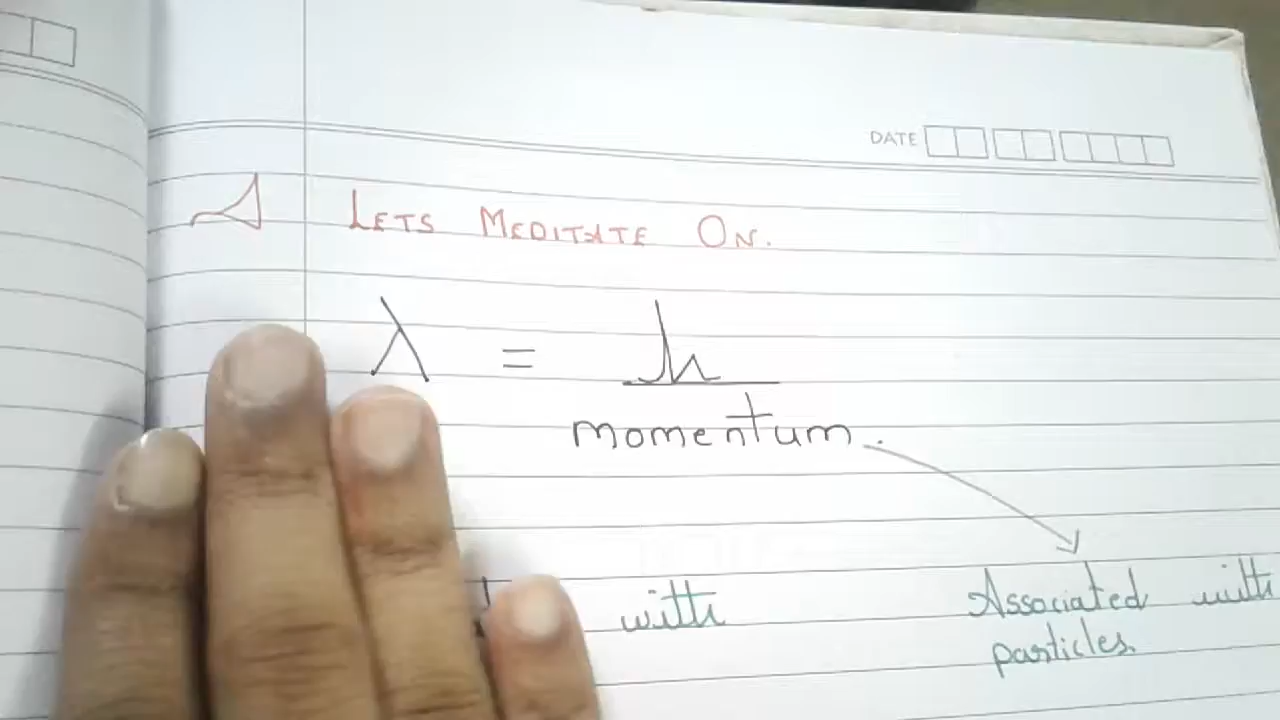 DATE
LETS MEDITATE ON.
λ = h
momentum.
with
Associated with
particles.